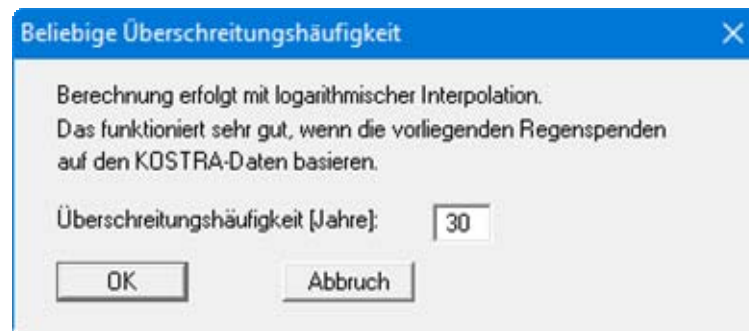 Beliebige Überschreitungshäufigkeit
Berechnung erfolgt mit logarithmischer Interpolation.
Das funktioniert sehr gut, wenn die vorliegenden Regenspenden
auf den KOSTRA-Daten basieren.
Überschreitungshäufigkeit [Jahre]: 30
OK Abbruch